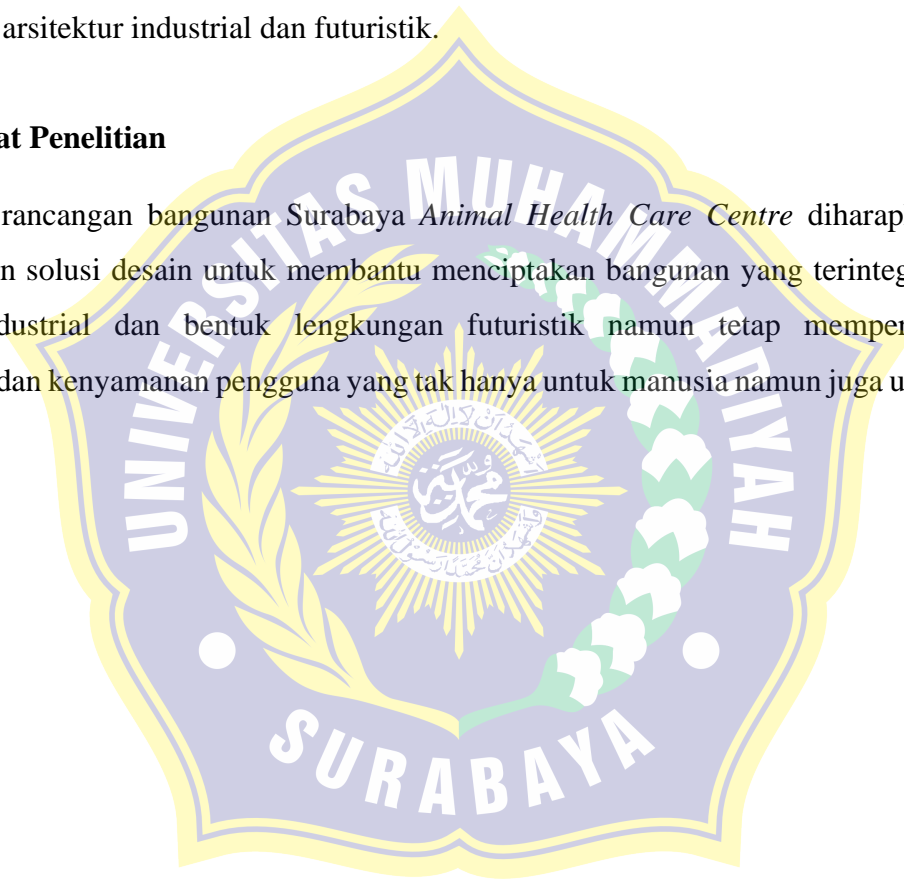 arsitektur industrial dan futuristik.
at Penelitian
rancangan bangunan Surabaya Animal Health Care Centre diharap
n solusi desain untuk membantu menciptakan bangunan yang terinteg
dustrial dan bentuk lengkungan futuristik namun tetap memper
dan kenyamanan pengguna yang tak hanya untuk manusia namun juga u
UNIVERSITAS MUHAMMADIYAH
SURABAYA
محمد